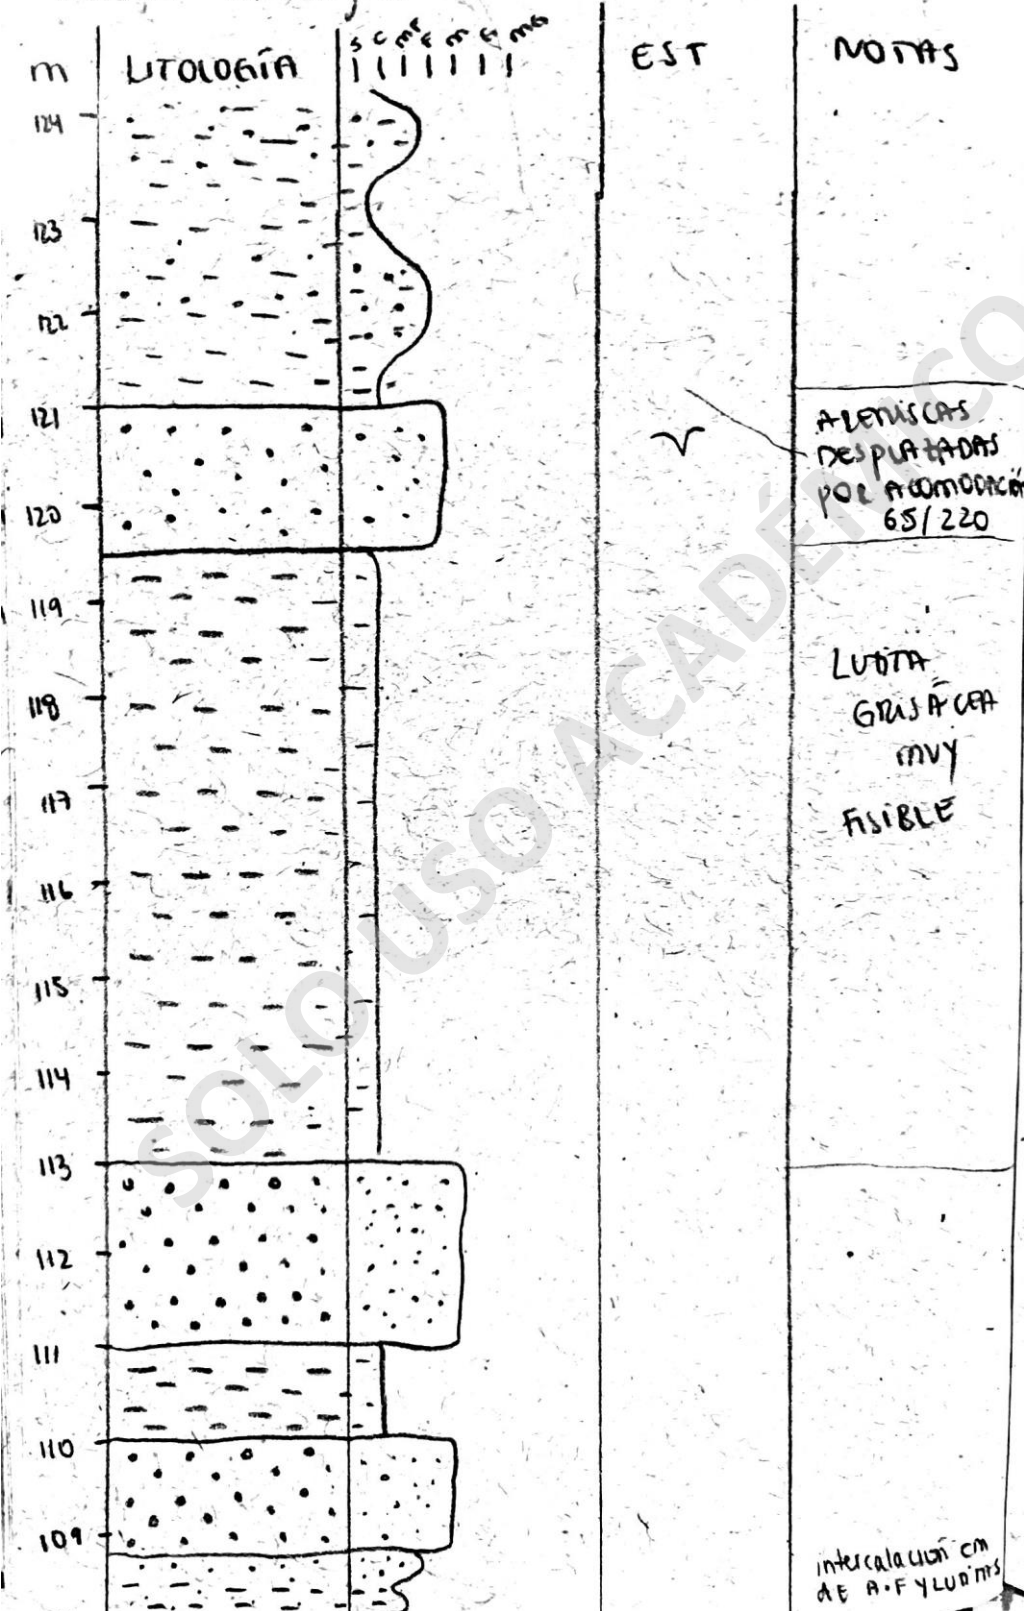 m LITOLOGÍA S C MF F M G MG EST NOTAS
124
123
122
121
ARENISCAS
DESPLAZADAS
POR ACOMODACIÓN
65/220
120
119
LUTITA
GRISÁCEA
MUY
FISIBLE
118
117
116
115
114
113
112
111
110
109
intercalación cm
dE A.F Y LUTITAS
SOLO USO ACADÉMICO